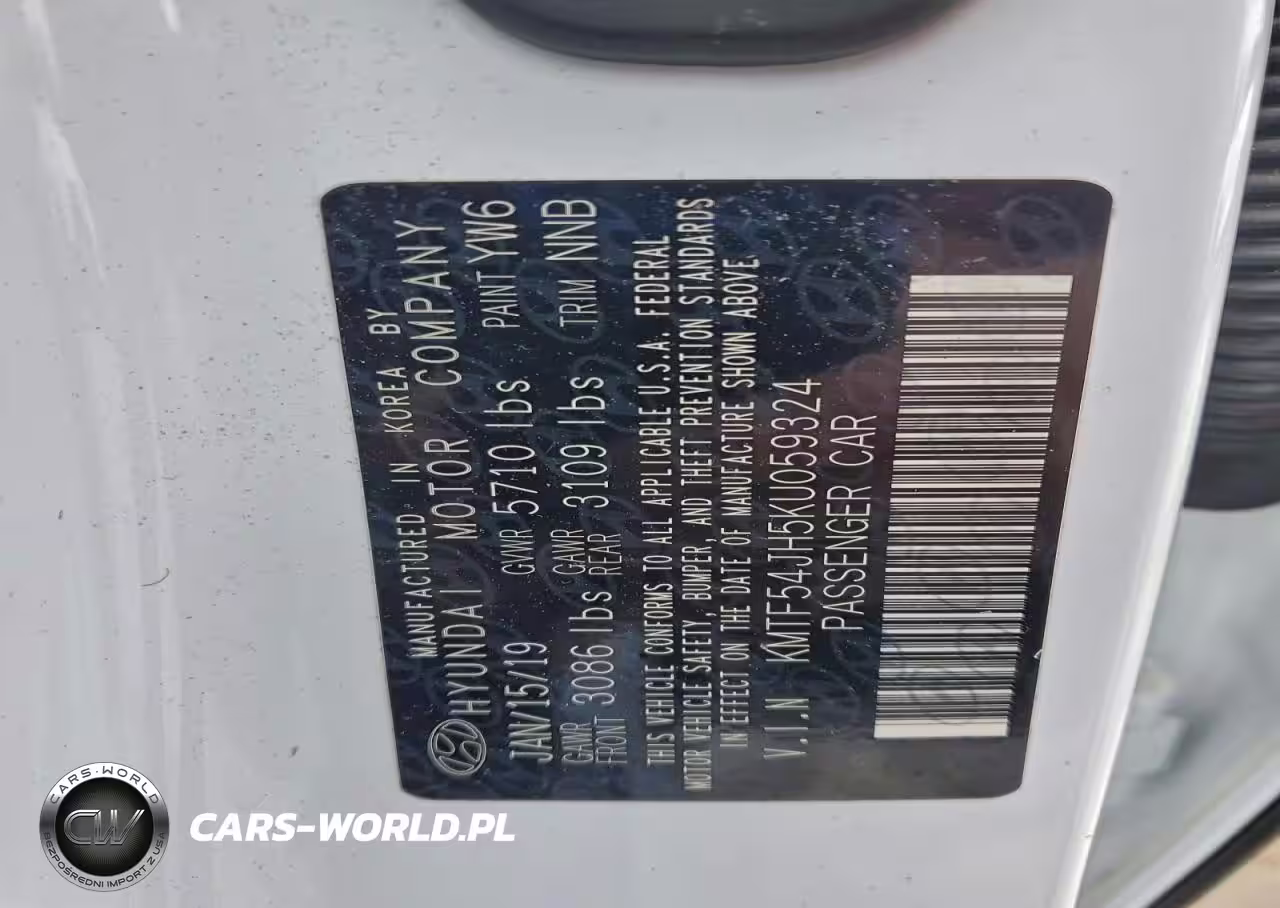 MANUFACTURED IN KOREA BY
HYUNDAI MOTOR COMPANY
JAN/15/19 GWR 5710 lbs PAINT YW6
GAWR FRONT 3086 lbs GAWR REAR 3109 lbs TRIM NNB
THIS VEHICLE CONFORMS TO ALL APPLICABLE U.S.A. FEDERAL
MOTOR VEHICLE SAFETY, BUMPER, AND THEFT PREVENTION STANDARDS
IN EFFECT ON THE DATE OF MANUFACTURE SHOWN ABOVE.
V.I.N KMTF54JH5KU059324
PASSENGER CAR
CARS-WORLD
CW
BEZPOŚREDNI IMPORT Z USA
CARS-WORLD.PL